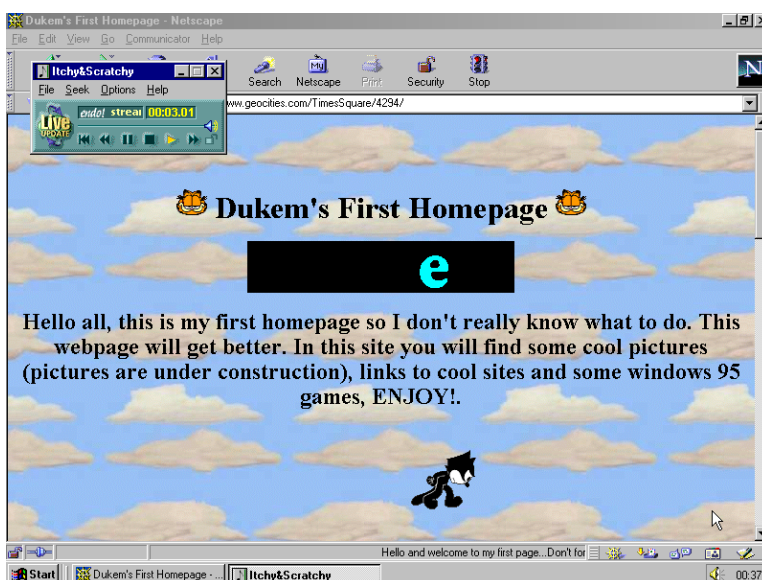 Dukem's First Homepage - Netscape
File Edit View Go Communicator Help
Itchy&Scratchy
File Seek Options Help
Live UPDATE endo! strear 00:03.01
Search Netscape Print Security Stop
ww.geocities.com/TimesSquare/4294/
Dukem's First Homepage
e
Hello all, this is my first homepage so I don't really know what to do. This
webpage will get better. In this site you will find some cool pictures
(pictures are under construction), links to cool sites and some windows 95
games, ENJOY!.
Hello and welcome to my first page...Don't for
Start Dukem's First Homepage - ... Itchy&Scratchy 00:37